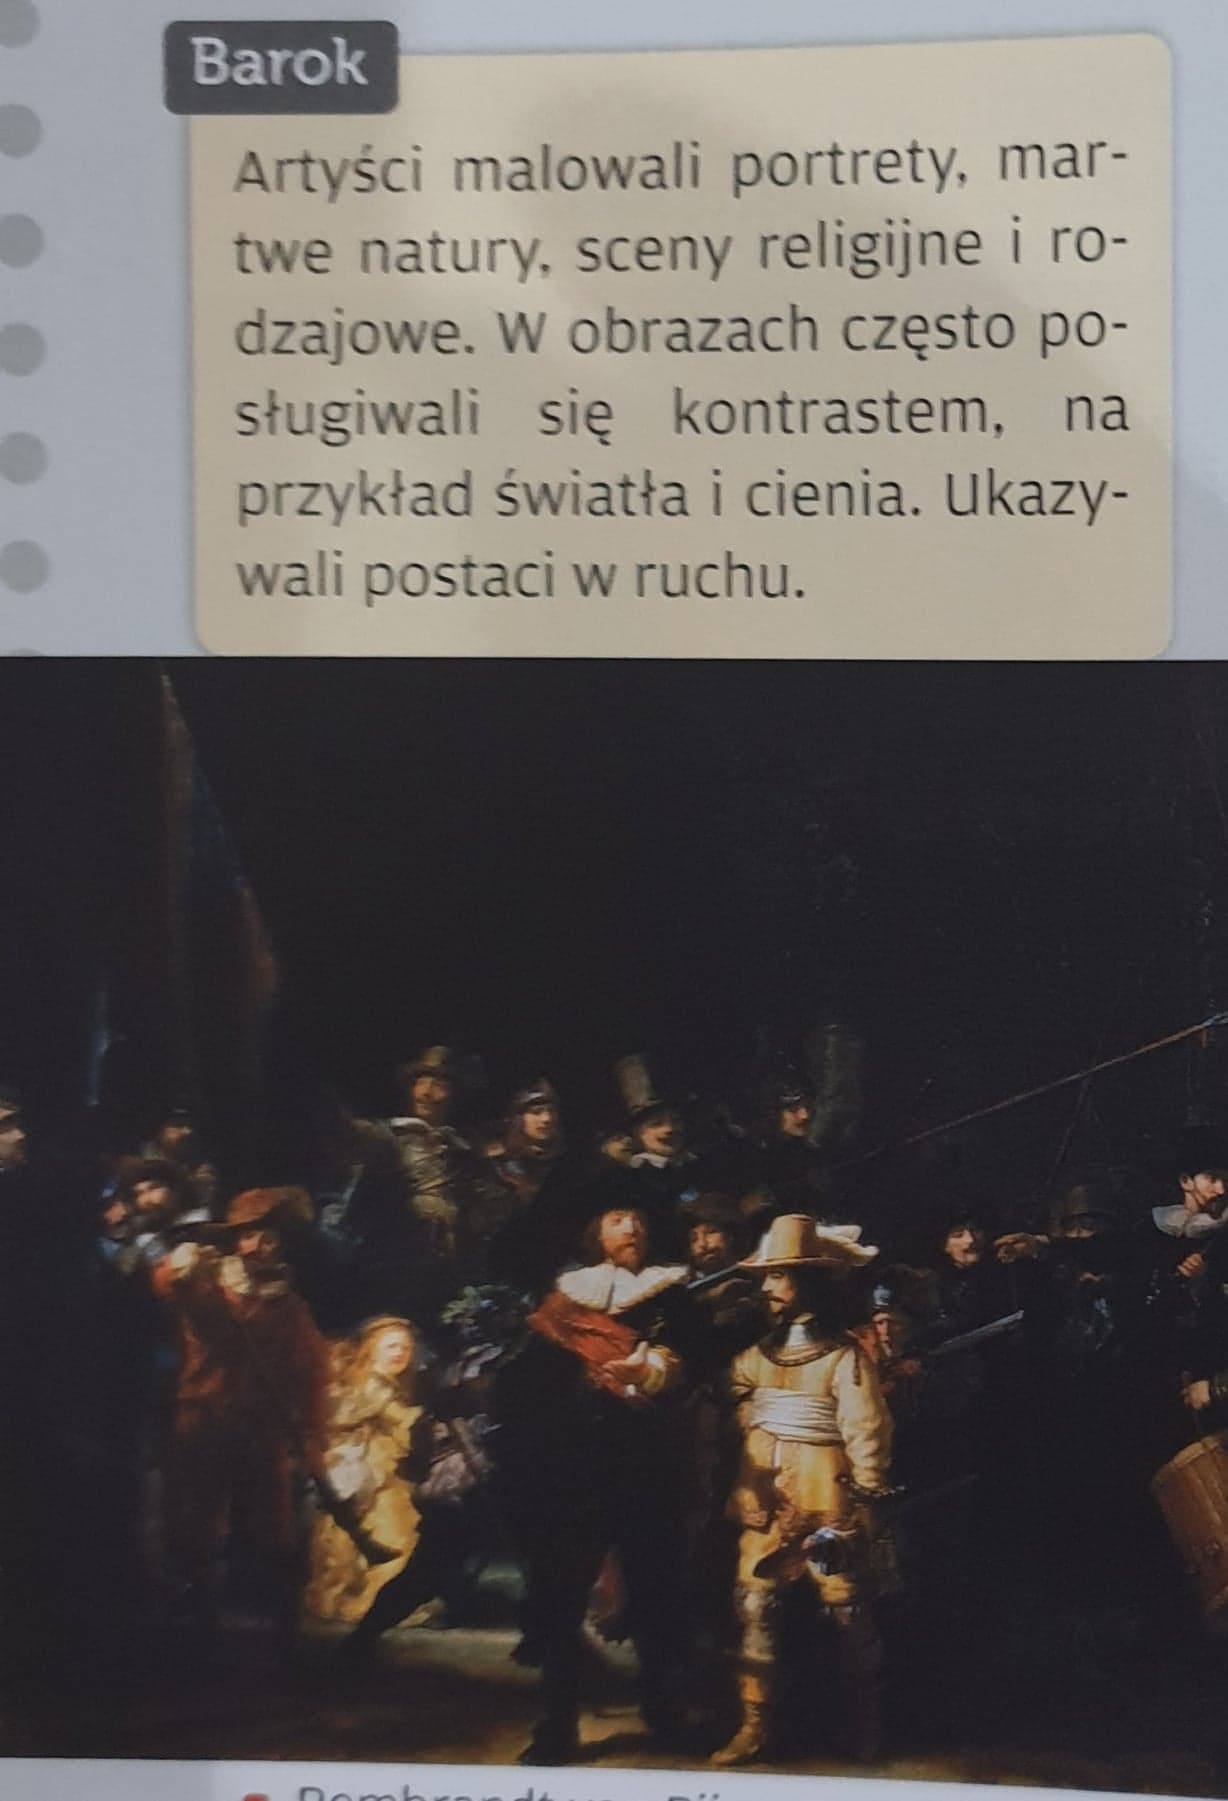 Barok
Artyści malowali portrety, mar-
twe natury, sceny religijne i ro-
dzajowe. W obrazach często po-
sługiwali się kontrastem, na
przykład światła i cienia. Ukazy-
wali postaci w ruchu.